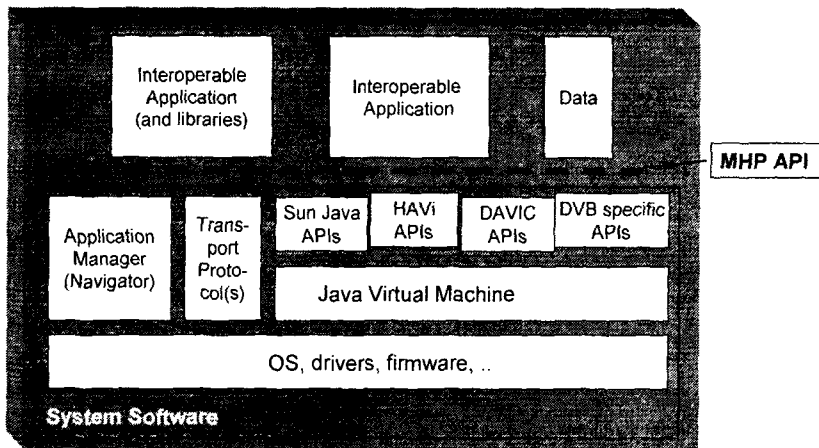 Interoperable
Application
(and libraries)
Interoperable
Application
Data
MHP API
Application
Manager
(Navigator)
Trans-
port
Proto-
col(s)
Sun Java
APIs
HAVi
APIs
DAVIC
APIs
DVB specific
APIs
Java Virtual Machine
OS, drivers, firmware, ..
System Software